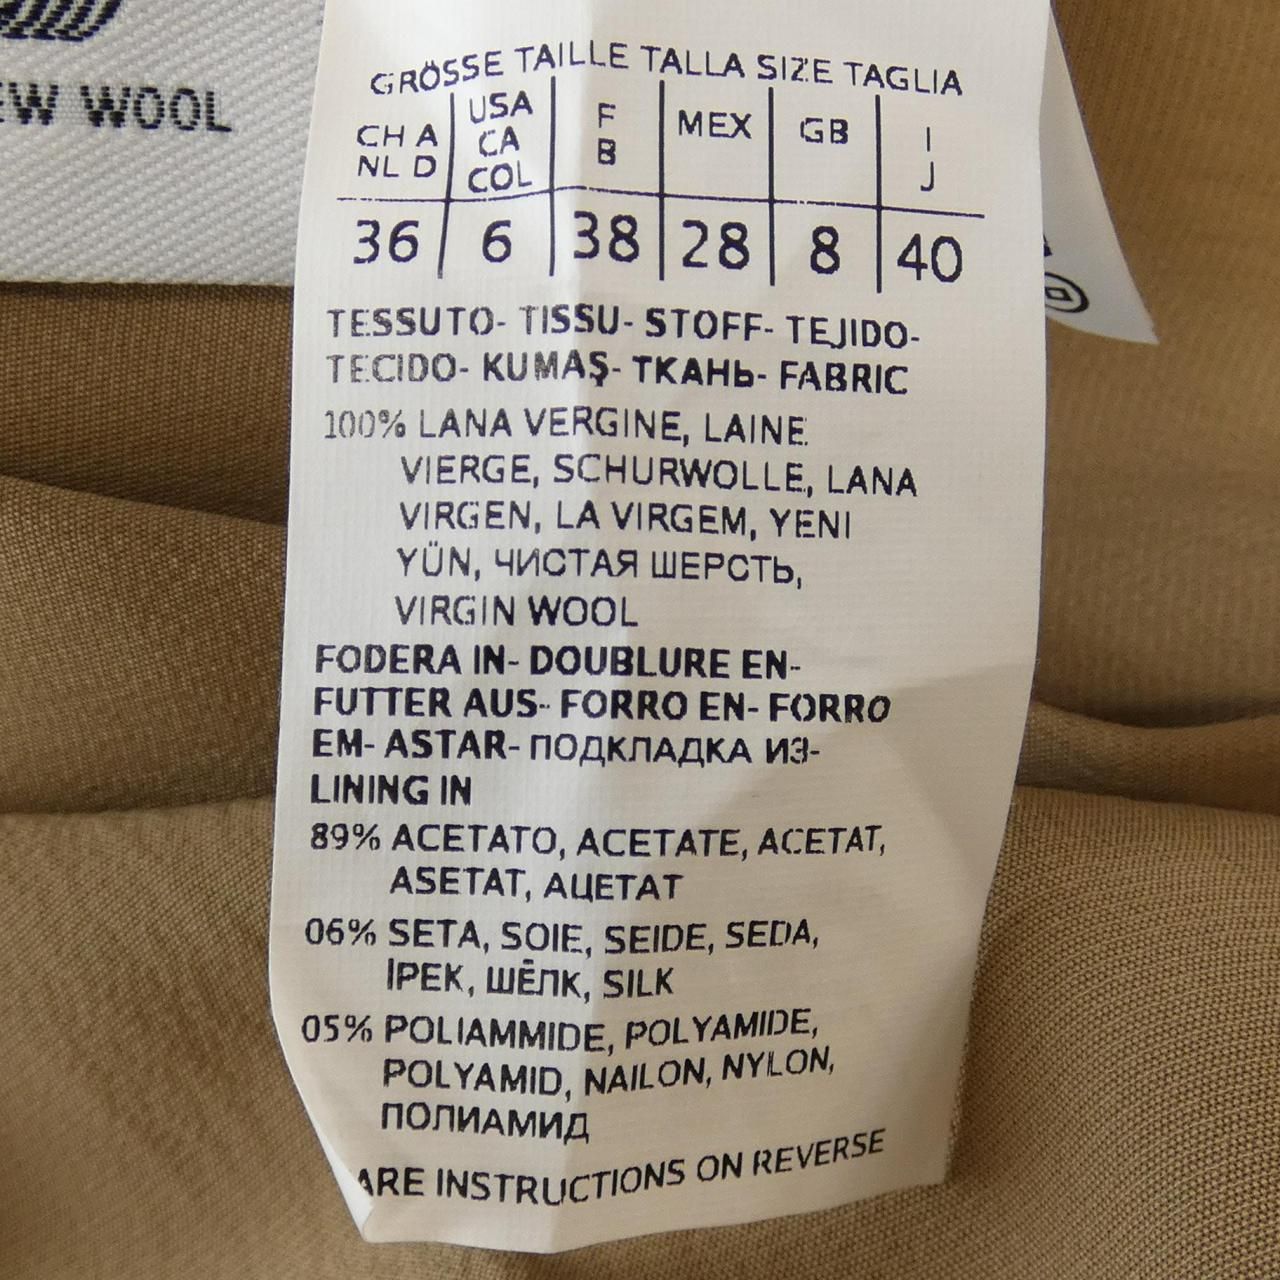 WOOL
GRÖSSE TAILLE TALLA SIZE TAGLIA
CH A USA F MEX GB I
NL D CA B J
COL
36 6 38 28 8 40
TESSUTO- TISSU- STOFF- TEJIDO-
TECIDO- KUMAŞ- ТКАНЬ- FABRIC
100% LANA VERGINE, LAINE
VIERGE, SCHURWOLLE, LANA
VIRGEN, LA VIRGEM, YENI
YÜN, ЧИСТАЯ ШЕРСТЬ,
VIRGIN WOOL
FODERA IN- DOUBLURE EN-
FUTTER AUS- FORRO EN- FORRO
EM- ASTAR- ПОДКЛАДКА ИЗ-
LINING IN
89% ACETATO, ACETATE, ACETAT,
ASETAT, АЦЕТАТ
06% SETA, SOIE, SEIDE, SEDA,
İPEK, ШЁЛК, SILK
05% POLIAMMIDE, POLYAMIDE,
POLYAMID, NAILON, NYLON,
ПОЛИАМИД
ARE INSTRUCTIONS ON REVERSE